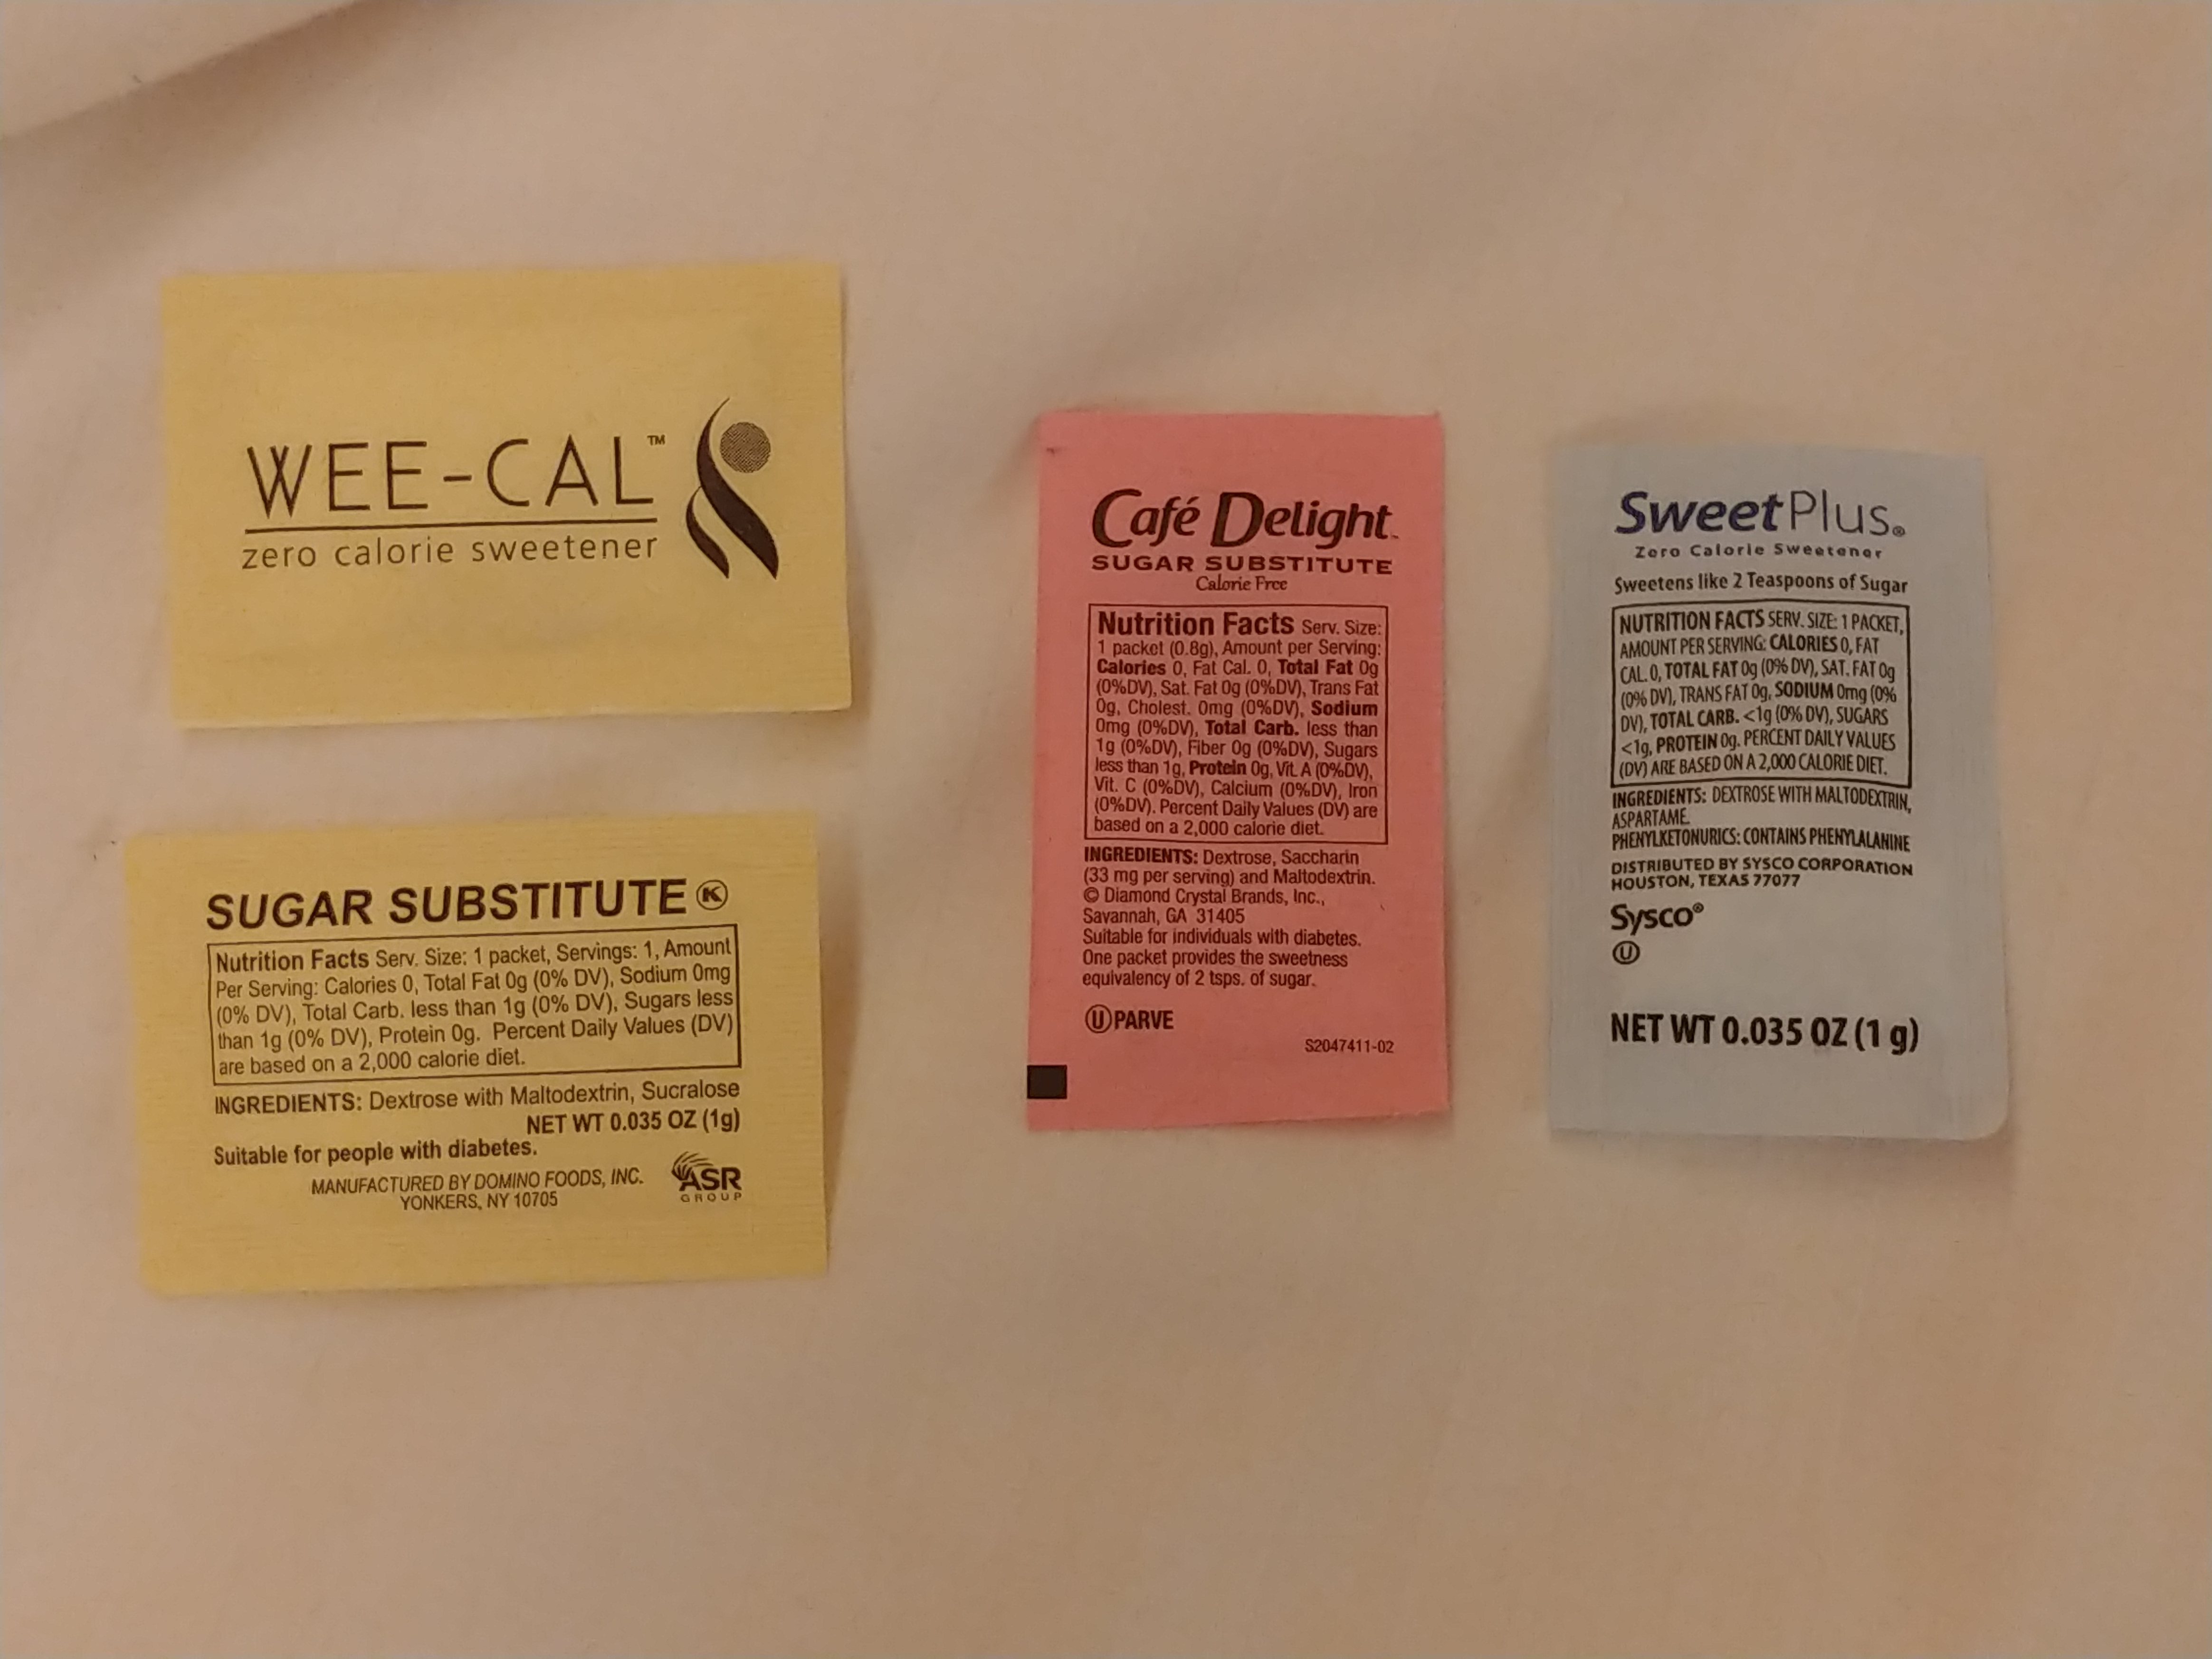 WEE-CAL™
zero calorie sweetener
SUGAR SUBSTITUTE Ⓚ
Nutrition Facts Serv. Size: 1 packet, Servings: 1, Amount
Per Serving: Calories 0, Total Fat 0g (0% DV), Sodium 0mg
(0% DV), Total Carb. less than 1g (0% DV), Sugars less
than 1g (0% DV), Protein 0g. Percent Daily Values (DV)
are based on a 2,000 calorie diet.
INGREDIENTS: Dextrose with Maltodextrin, Sucralose
NET WT 0.035 OZ (1g)
Suitable for people with diabetes.
MANUFACTURED BY DOMINO FOODS, INC.
YONKERS, NY 10705
ASR
GROUP
Café Delight™
SUGAR SUBSTITUTE
Calorie Free
Nutrition Facts Serv. Size:
1 packet (0.8g), Amount per Serving:
Calories 0, Fat Cal. 0, Total Fat 0g
(0%DV), Sat. Fat 0g (0%DV), Trans Fat
0g, Cholest. 0mg (0%DV), Sodium
0mg (0%DV), Total Carb. less than
1g (0%DV), Fiber 0g (0%DV), Sugars
less than 1g, Protein 0g, Vit. A (0%DV),
Vit. C (0%DV), Calcium (0%DV), Iron
(0%DV). Percent Daily Values (DV) are
based on a 2,000 calorie diet.
INGREDIENTS: Dextrose, Saccharin
(33 mg per serving) and Maltodextrin.
© Diamond Crystal Brands, Inc.,
Savannah, GA 31405
Suitable for individuals with diabetes.
One packet provides the sweetness
equivalency of 2 tsps. of sugar.
Ⓤ PARVE
S2047411-02
SweetPlus®
Zero Calorie Sweetener
Sweetens like 2 Teaspoons of Sugar
NUTRITION FACTS SERV. SIZE: 1 PACKET,
AMOUNT PER SERVING: CALORIES 0, FAT
CAL. 0, TOTAL FAT 0g (0% DV), SAT. FAT 0g
(0% DV), TRANS FAT 0g, SODIUM 0mg (0%
DV), TOTAL CARB. <1g (0% DV), SUGARS
<1g, PROTEIN 0g. PERCENT DAILY VALUES
(DV) ARE BASED ON A 2,000 CALORIE DIET.
INGREDIENTS: DEXTROSE WITH MALTODEXTRIN,
ASPARTAME.
PHENYLKETONURICS: CONTAINS PHENYLALANINE
DISTRIBUTED BY SYSCO CORPORATION
HOUSTON, TEXAS 77077
Sysco®
Ⓤ
NET WT 0.035 OZ (1 g)